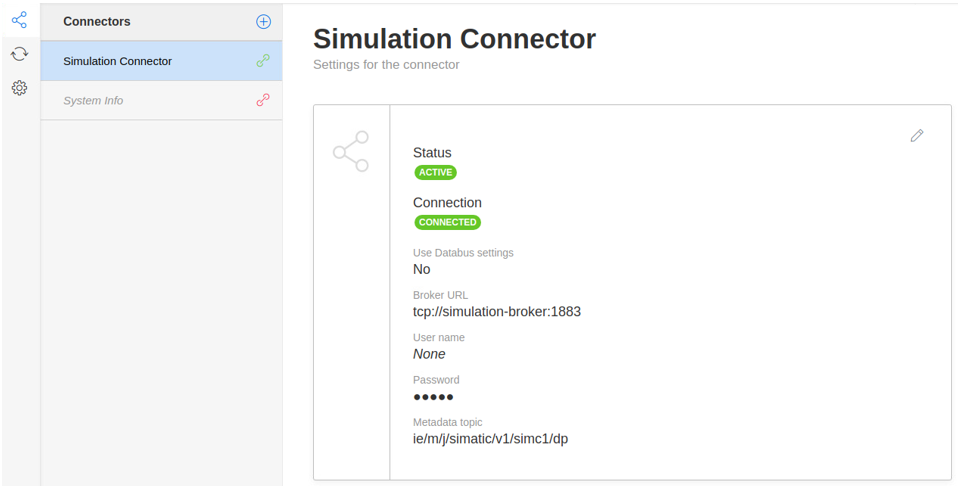 Connectors
Simulation Connector
System Info
Simulation Connector
Settings for the connector
Status
ACTIVE
Connection
CONNECTED
Use Databus settings
No
Broker URL
tcp://simulation-broker:1883
User name
None
Password
●●●●●
Metadata topic
ie/m/j/simatic/v1/simc1/dp